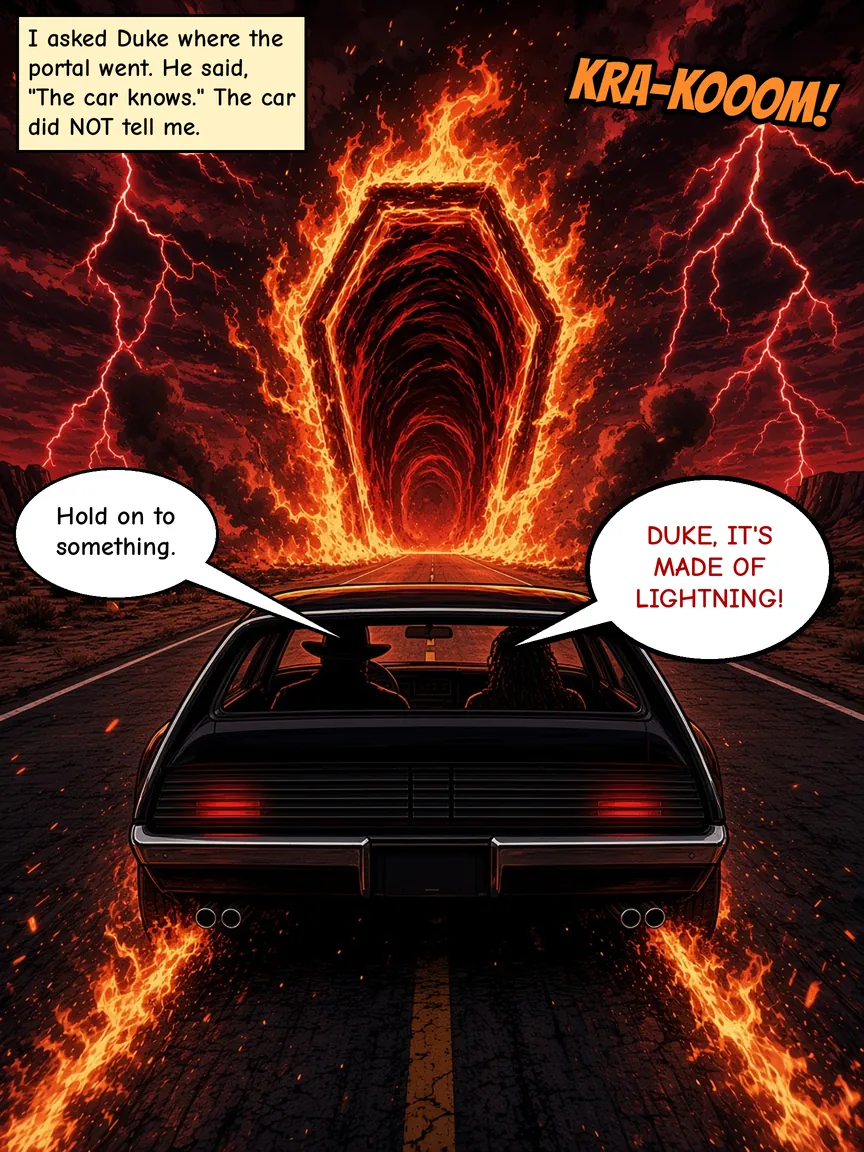 I asked Duke where the
portal went. He said,
"The car knows." The car
did NOT tell me.
KRA-KOOOM!
Hold on to
something.
DUKE, IT'S
MADE OF
LIGHTNING!